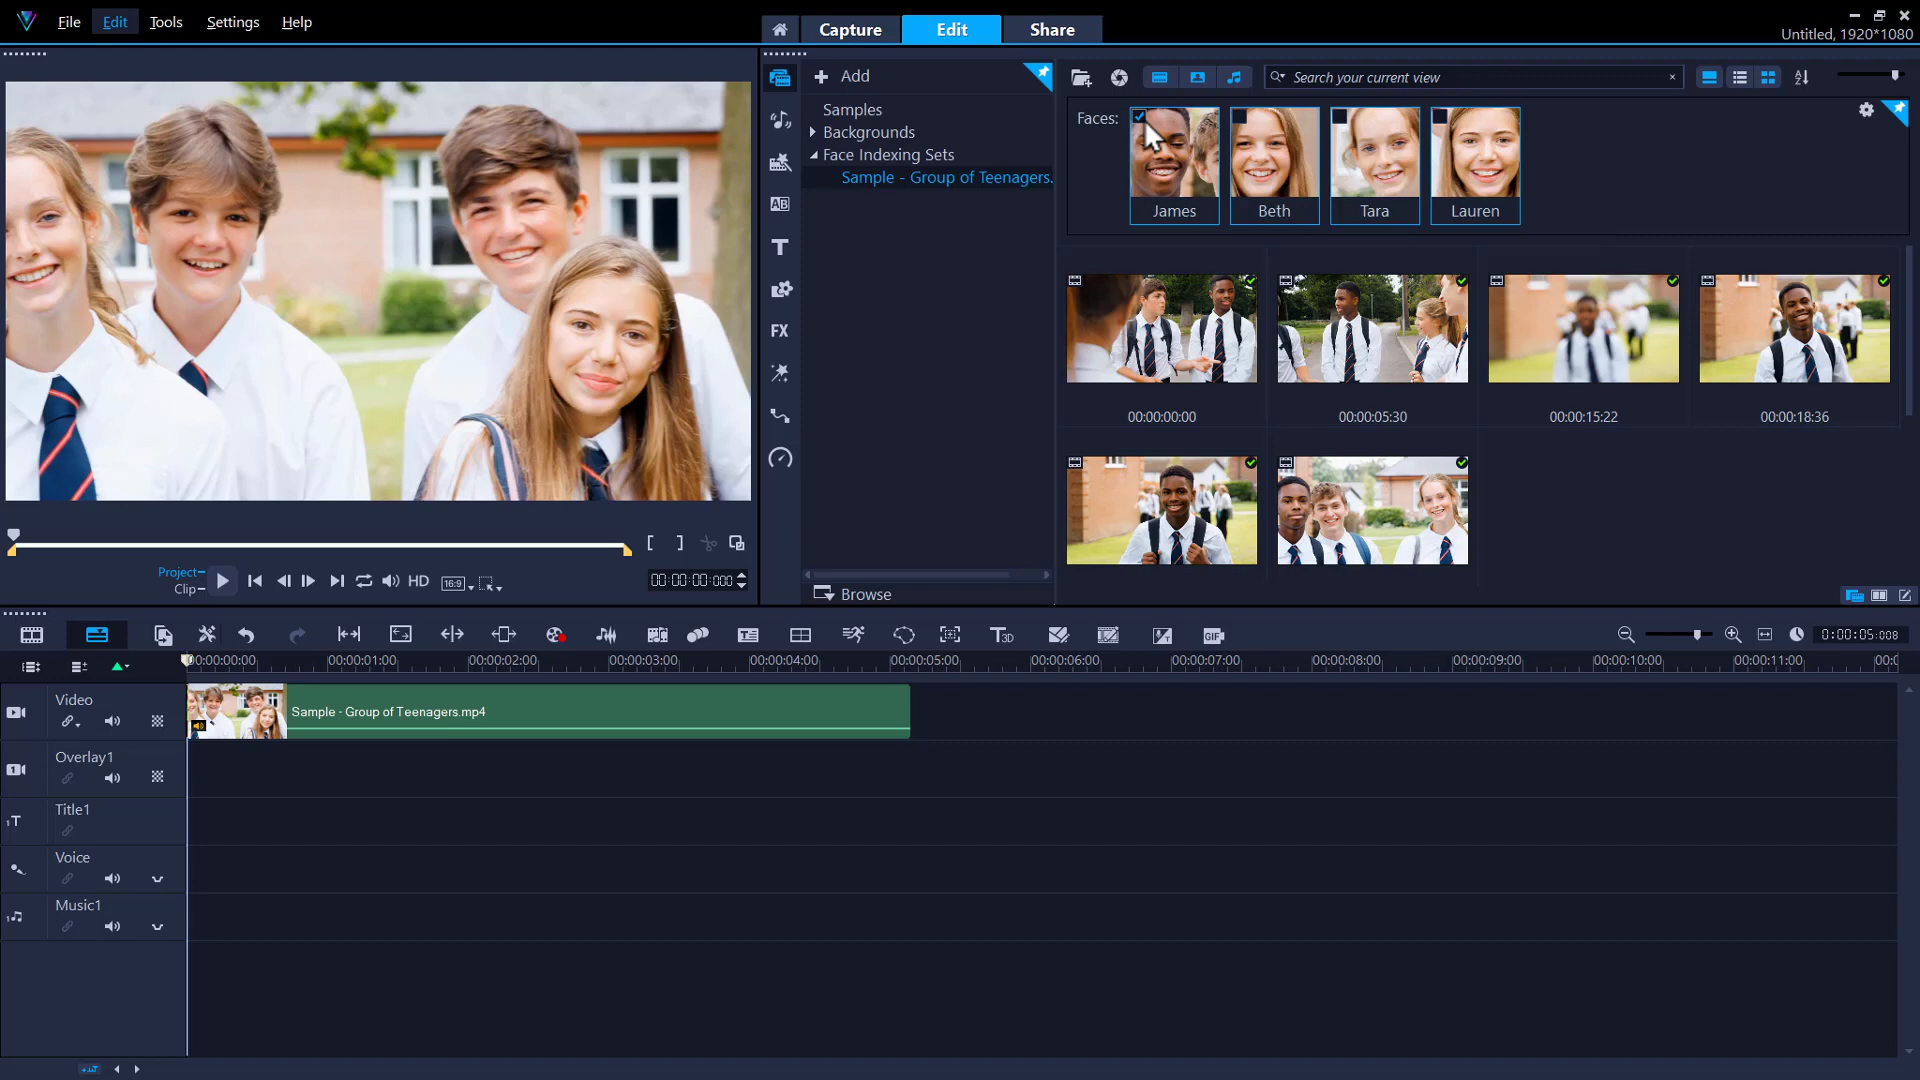 File Edit Tools Settings Help
Capture Edit Share
Untitled, 1920*1080
Add
Search your current view
Samples
Backgrounds
Face Indexing Sets
Sample - Group of Teenagers.
Faces:
James Beth Tara Lauren
AB
T
FX
00:00:00:00 00:00:05:30 00:00:15:22 00:00:18:36
Browse
Project
Clip
HD
16:9
00:00:00:000
T3D
GIF
0:00:05:008
00:00:00:00 00:00:01:00 00:00:02:00 00:00:03:00 00:00:04:00 00:00:05:00 00:00:06:00 00:00:07:00 00:00:08:00 00:00:09:00 00:00:10:00 00:00:11:00
Video
Sample - Group of Teenagers.mp4
Overlay1
Title1
1T
Voice
Music1